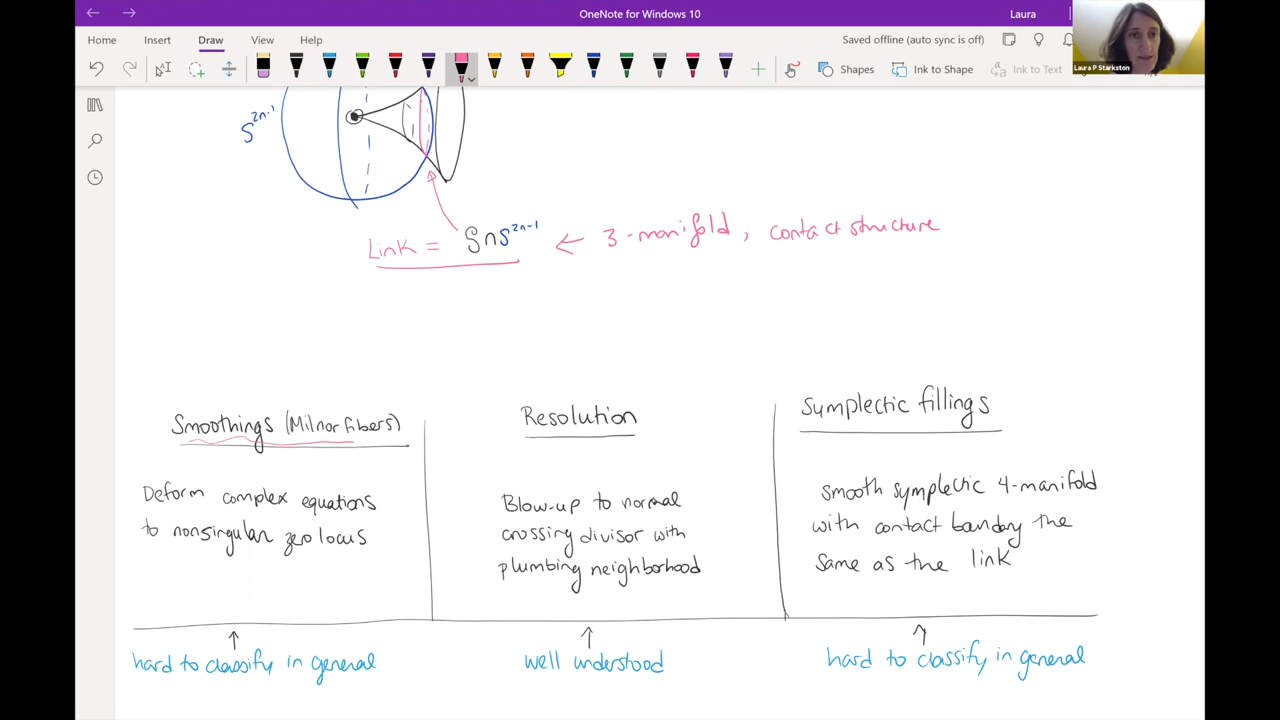 OneNote for Windows 10
Laura
Home Insert Draw View Help
Saved offline (auto sync is off)
Shapes
Ink to Shape
Ink to Text
Laura P Starkston
S^{2n-1}
Link = S∩S^{2n-1} ← 3-manifold, contact structure
Smoothings (Milnor fibers)
Deform complex equations
to nonsingular zero locus
hard to classify in general
Resolution
Blow-up to normal
crossing divisor with
plumbing neighborhood
well understood
Symplectic fillings
smooth symplectic 4-manifold
with contact boundary the
same as the link
hard to classify in general